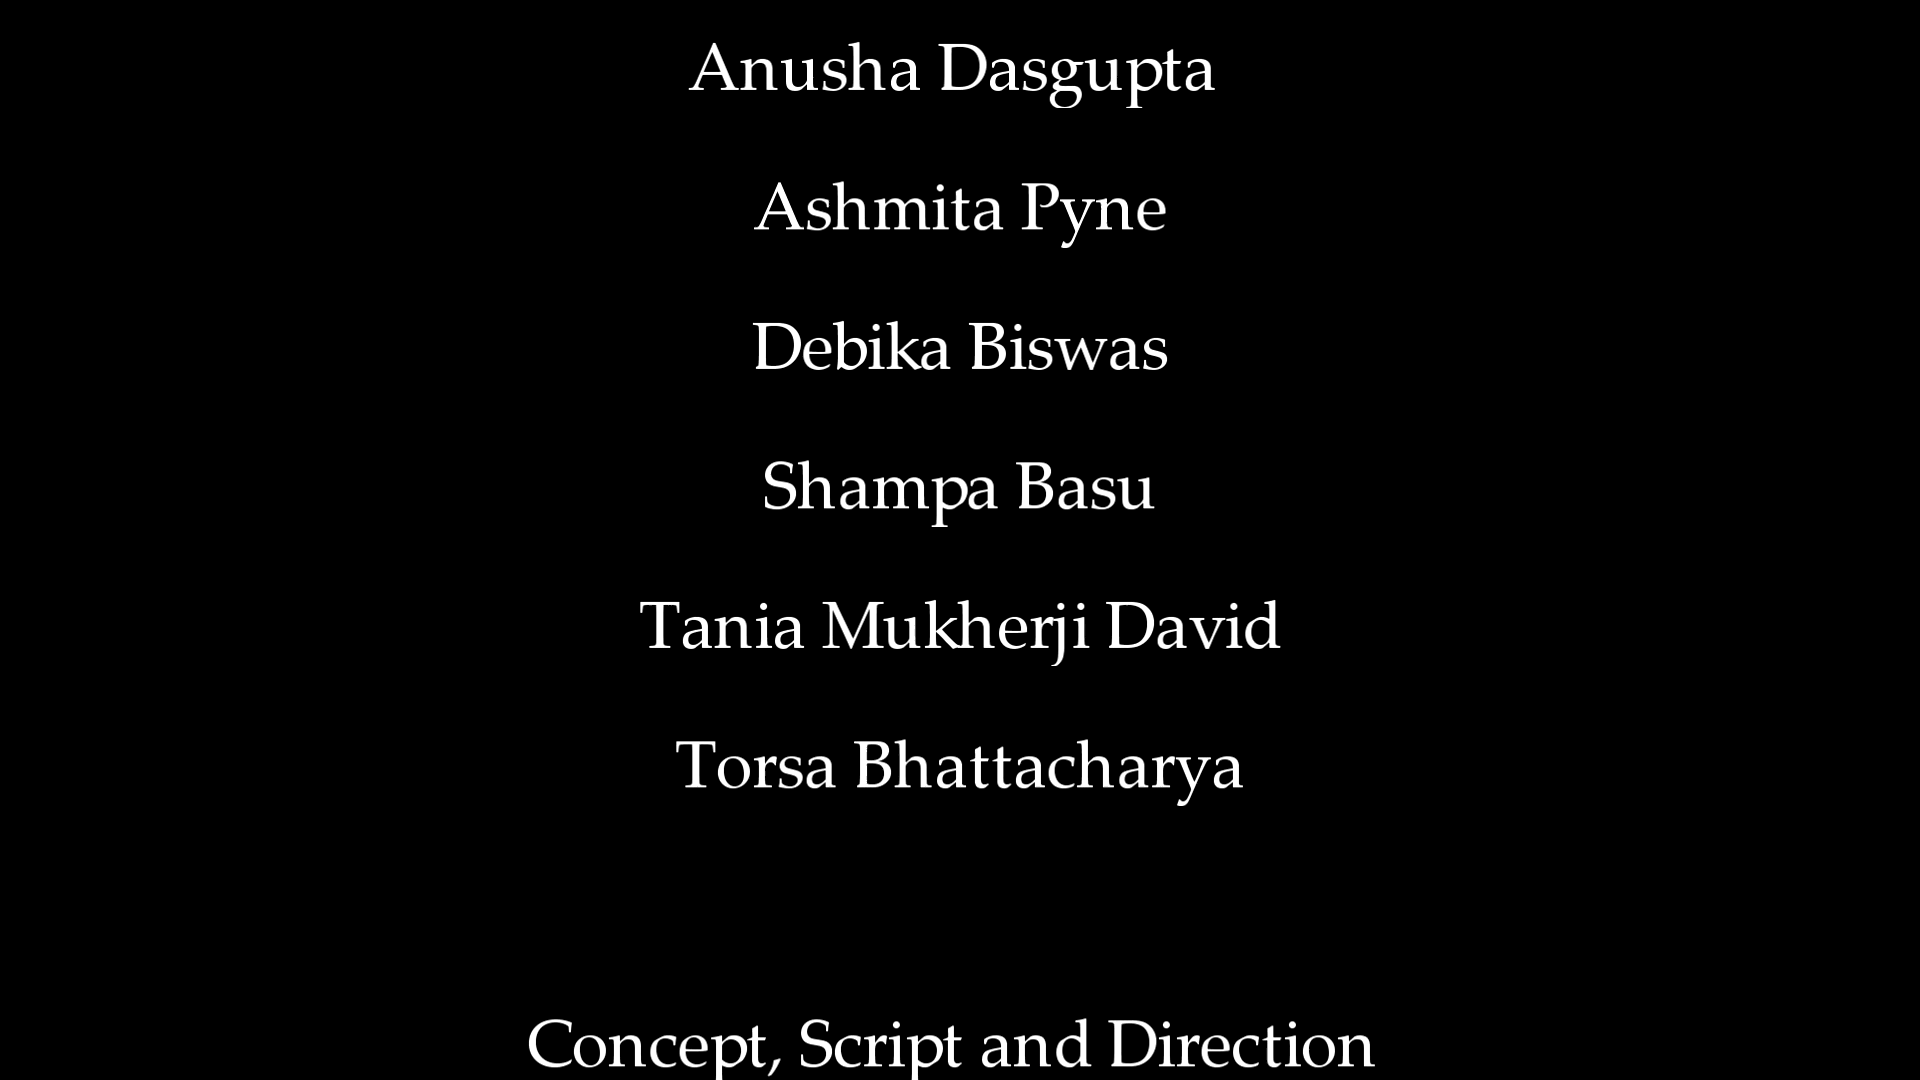 Anusha Dasgupta
Ashmita Pyne
Debika Biswas
Shampa Basu
Tania Mukherji David
Torsa Bhattacharya
Concept, Script and Direction